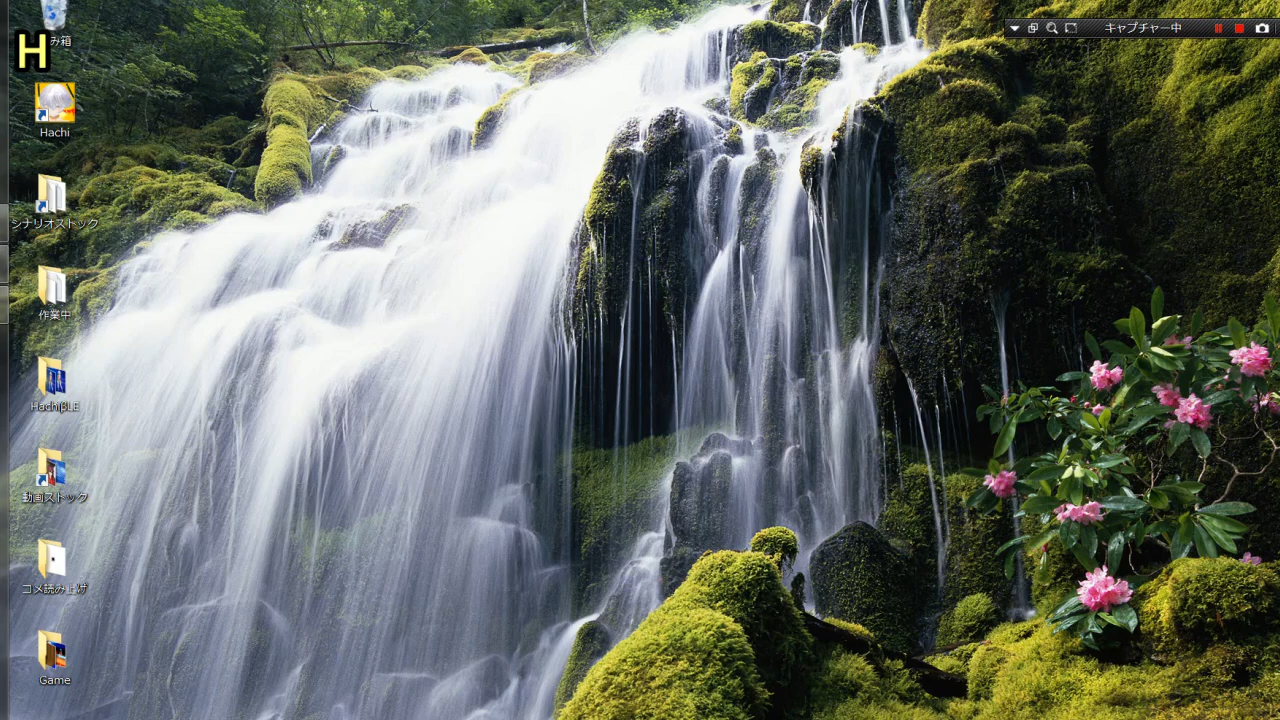 H
み箱
キャプチャー中
Hachi
シナリオストック
作業中
HachiβLE
動画ストック
コメ読み上げ
Game